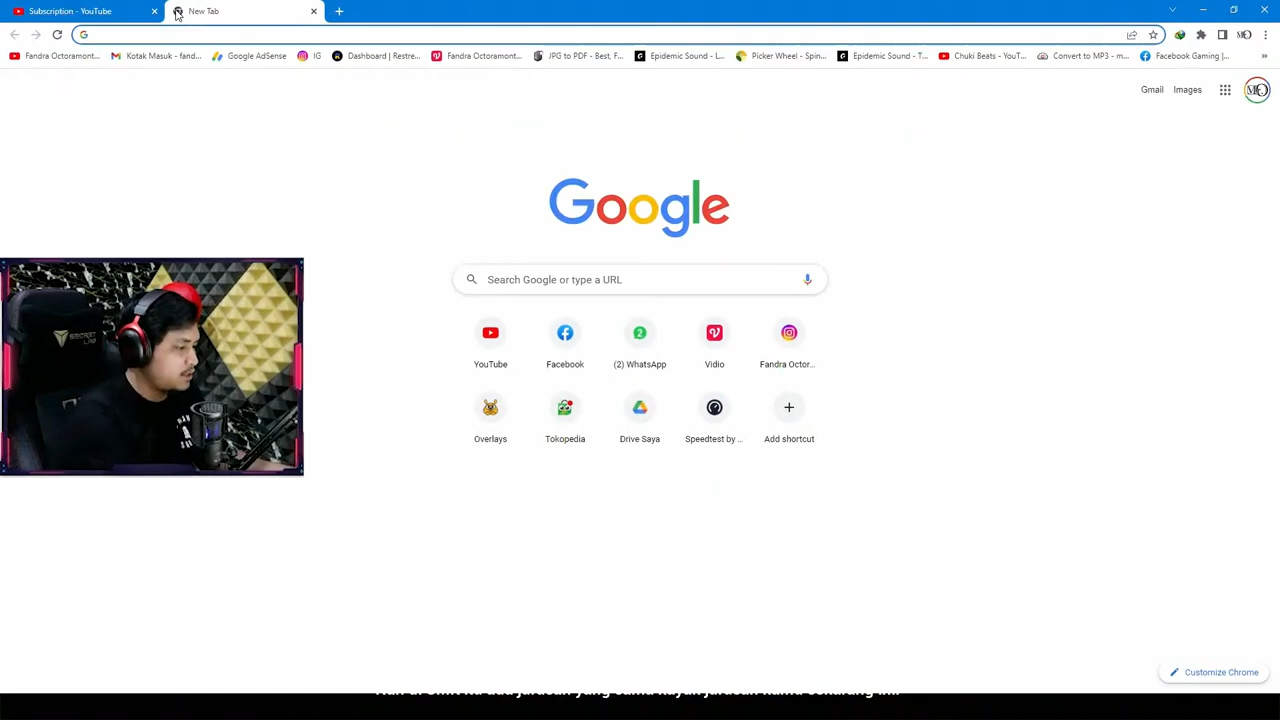 Subscription - YouTube
New Tab
Fandra Octoramont...
Kotak Masuk - fand...
Google AdSense
IG
Dashboard | Restre...
Fandra Octoramont...
JPG to PDF - Best, F...
Epidemic Sound - L...
Picker Wheel - Spin...
Epidemic Sound - T...
Chuki Beats - YouT...
Convert to MP3 - m...
Facebook Gaming |...
Gmail
Images
Google
Search Google or type a URL
YouTube
Facebook
(2) WhatsApp
Vidio
Fandra Octor...
Overlays
Tokopedia
Drive Saya
Speedtest by ...
Add shortcut
SECRET
LAB
Customize Chrome